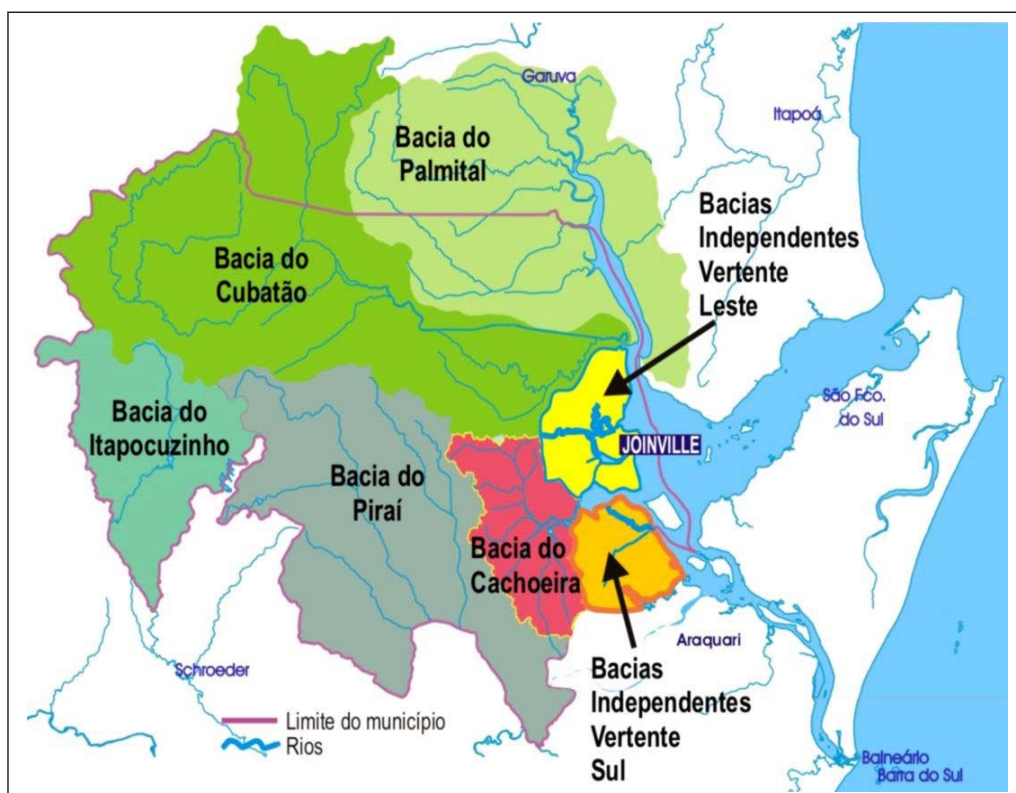 Garuva
Itapoá
Bacia do
Palmital
Bacias
Independentes
Vertente
Leste
Bacia do
Cubatão
São Fco.
do Sul
Bacia do
Itapocuzinho
JOINVILLE
Bacia do
Piraí
Bacia do
Cachoeira
Araquari
Schroeder
Bacias
Independentes
Vertente
Sul
Limite do município
Rios
Balneário
Barra do Sul